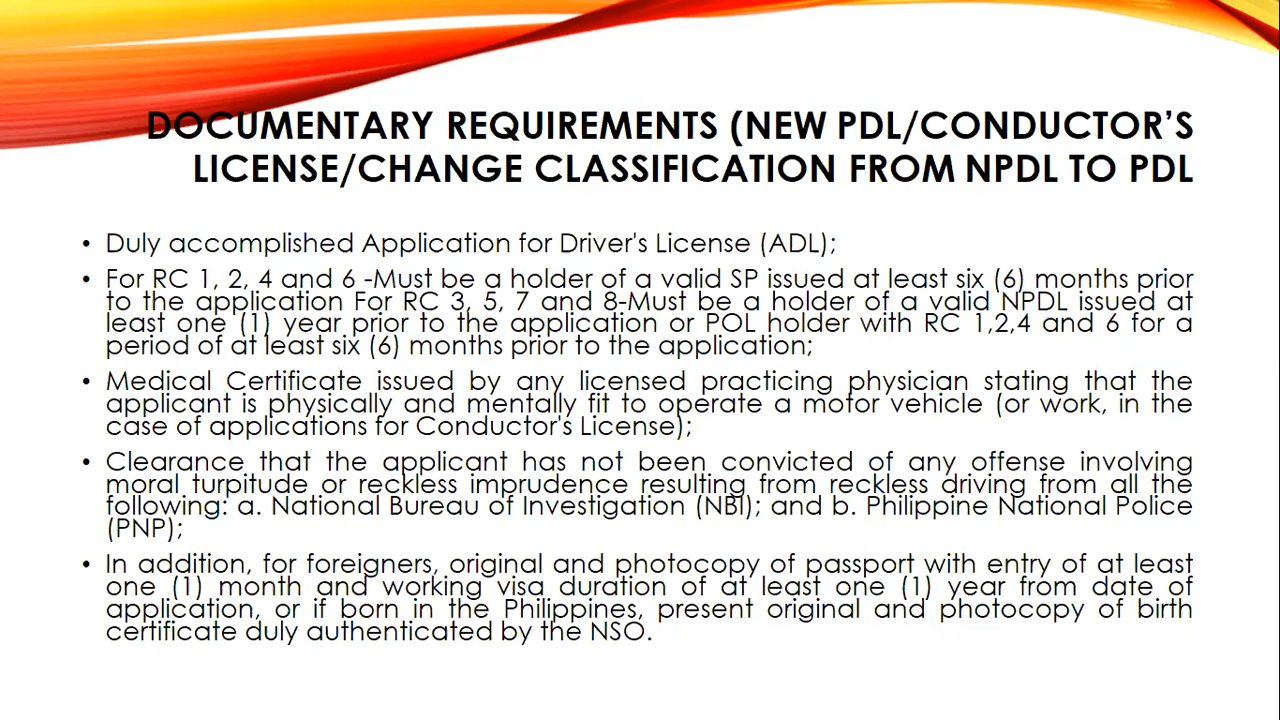 DOCUMENTARY REQUIREMENTS (NEW PDL/CONDUCTOR'S
LICENSE/CHANGE CLASSIFICATION FROM NPDL TO PDL
• Duly accomplished Application for Driver's License (ADL);
• For RC 1, 2, 4 and 6 -Must be a holder of a valid SP issued at least six (6) months prior
to the application For RC 3, 5, 7 and 8-Must be a holder of a valid NPDL issued at
least one (1) year prior to the application or POL holder with RC 1,2,4 and 6 for a
period of at least six (6) months prior to the application;
• Medical Certificate issued by any licensed practicing physician stating that the
applicant is physically and mentally fit to operate a motor vehicle (or work, in the
case of applications for Conductor's License);
• Clearance that the applicant has not been convicted of any offense involving
moral turpitude or reckless imprudence resulting from reckless driving from all the
following: a. National Bureau of Investigation (NBI); and b. Philippine National Police
(PNP);
• In addition, for foreigners, original and photocopy of passport with entry of at least
one (1) month and working visa duration of at least one (1) year from date of
application, or if born in the Philippines, present original and photocopy of birth
certificate duly authenticated by the NSO.